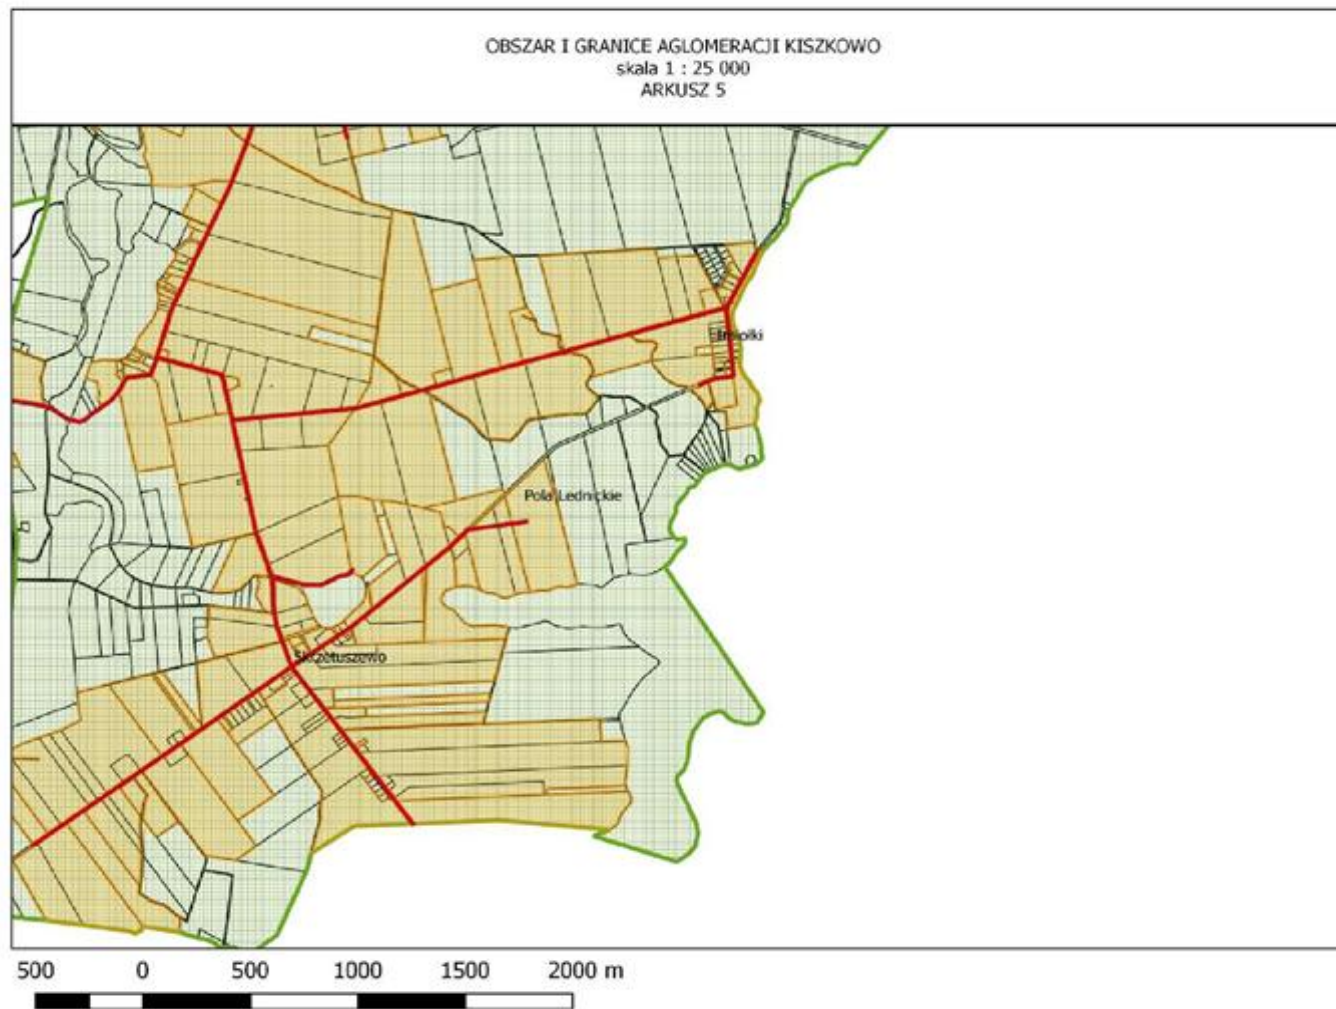 OBSZAR I GRANICE AGLOMERACJI KISZKOWO
skala 1 : 25 000
ARKUSZ 5
Imiołki
Pola Lednickie
Skrzetuszewo
500 0 500 1000 1500 2000 m